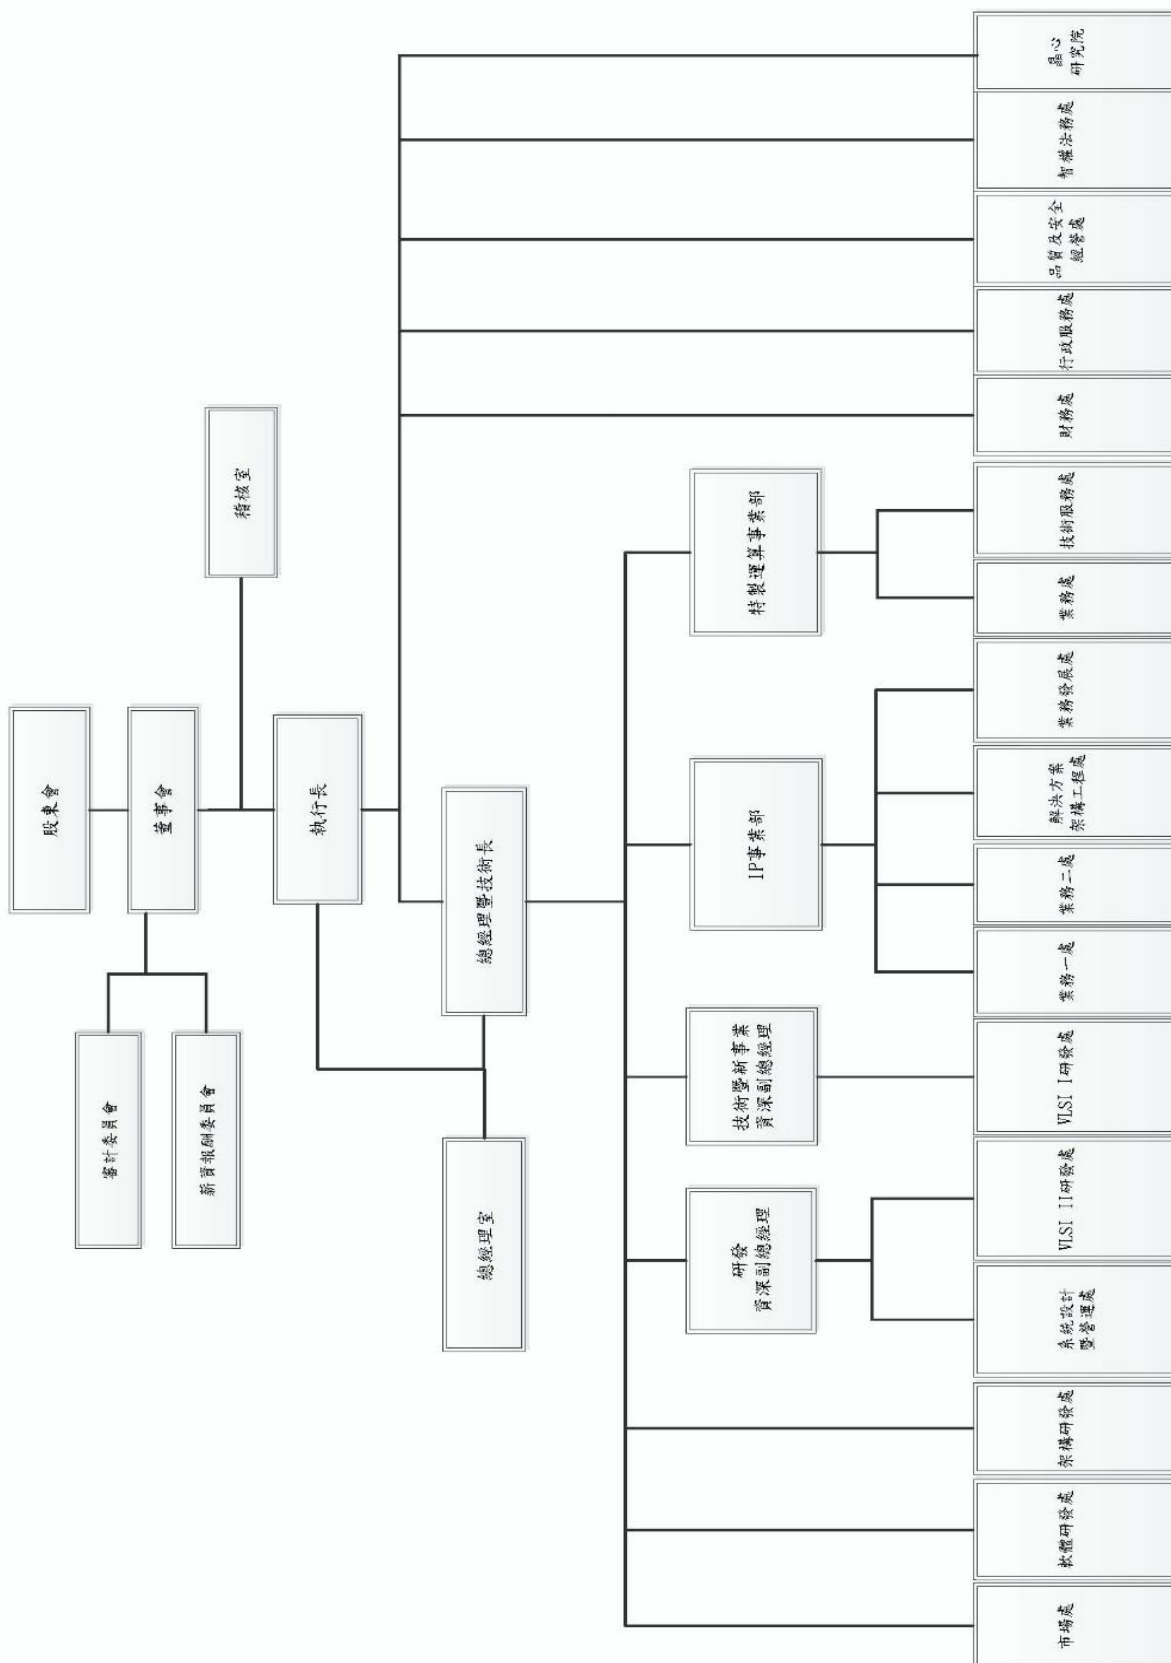 股東會
董事會
審計委員會
薪資報酬委員會
稽核室
執行長
總經理暨技術長
總經理室
研發
資深副總經理
技術暨新事業
資深副總經理
IP事業部
特製運算事業部
市場處
軟體研發處
架構研發處
系統設計
暨營運處
VLSI II研發處
VLSI I研發處
業務一處
業務二處
解決方案
架構工程處
業務發展處
業務處
技術服務處
財務處
行政服務處
品質及安全
經營處
智權法務處
晶心
研究院